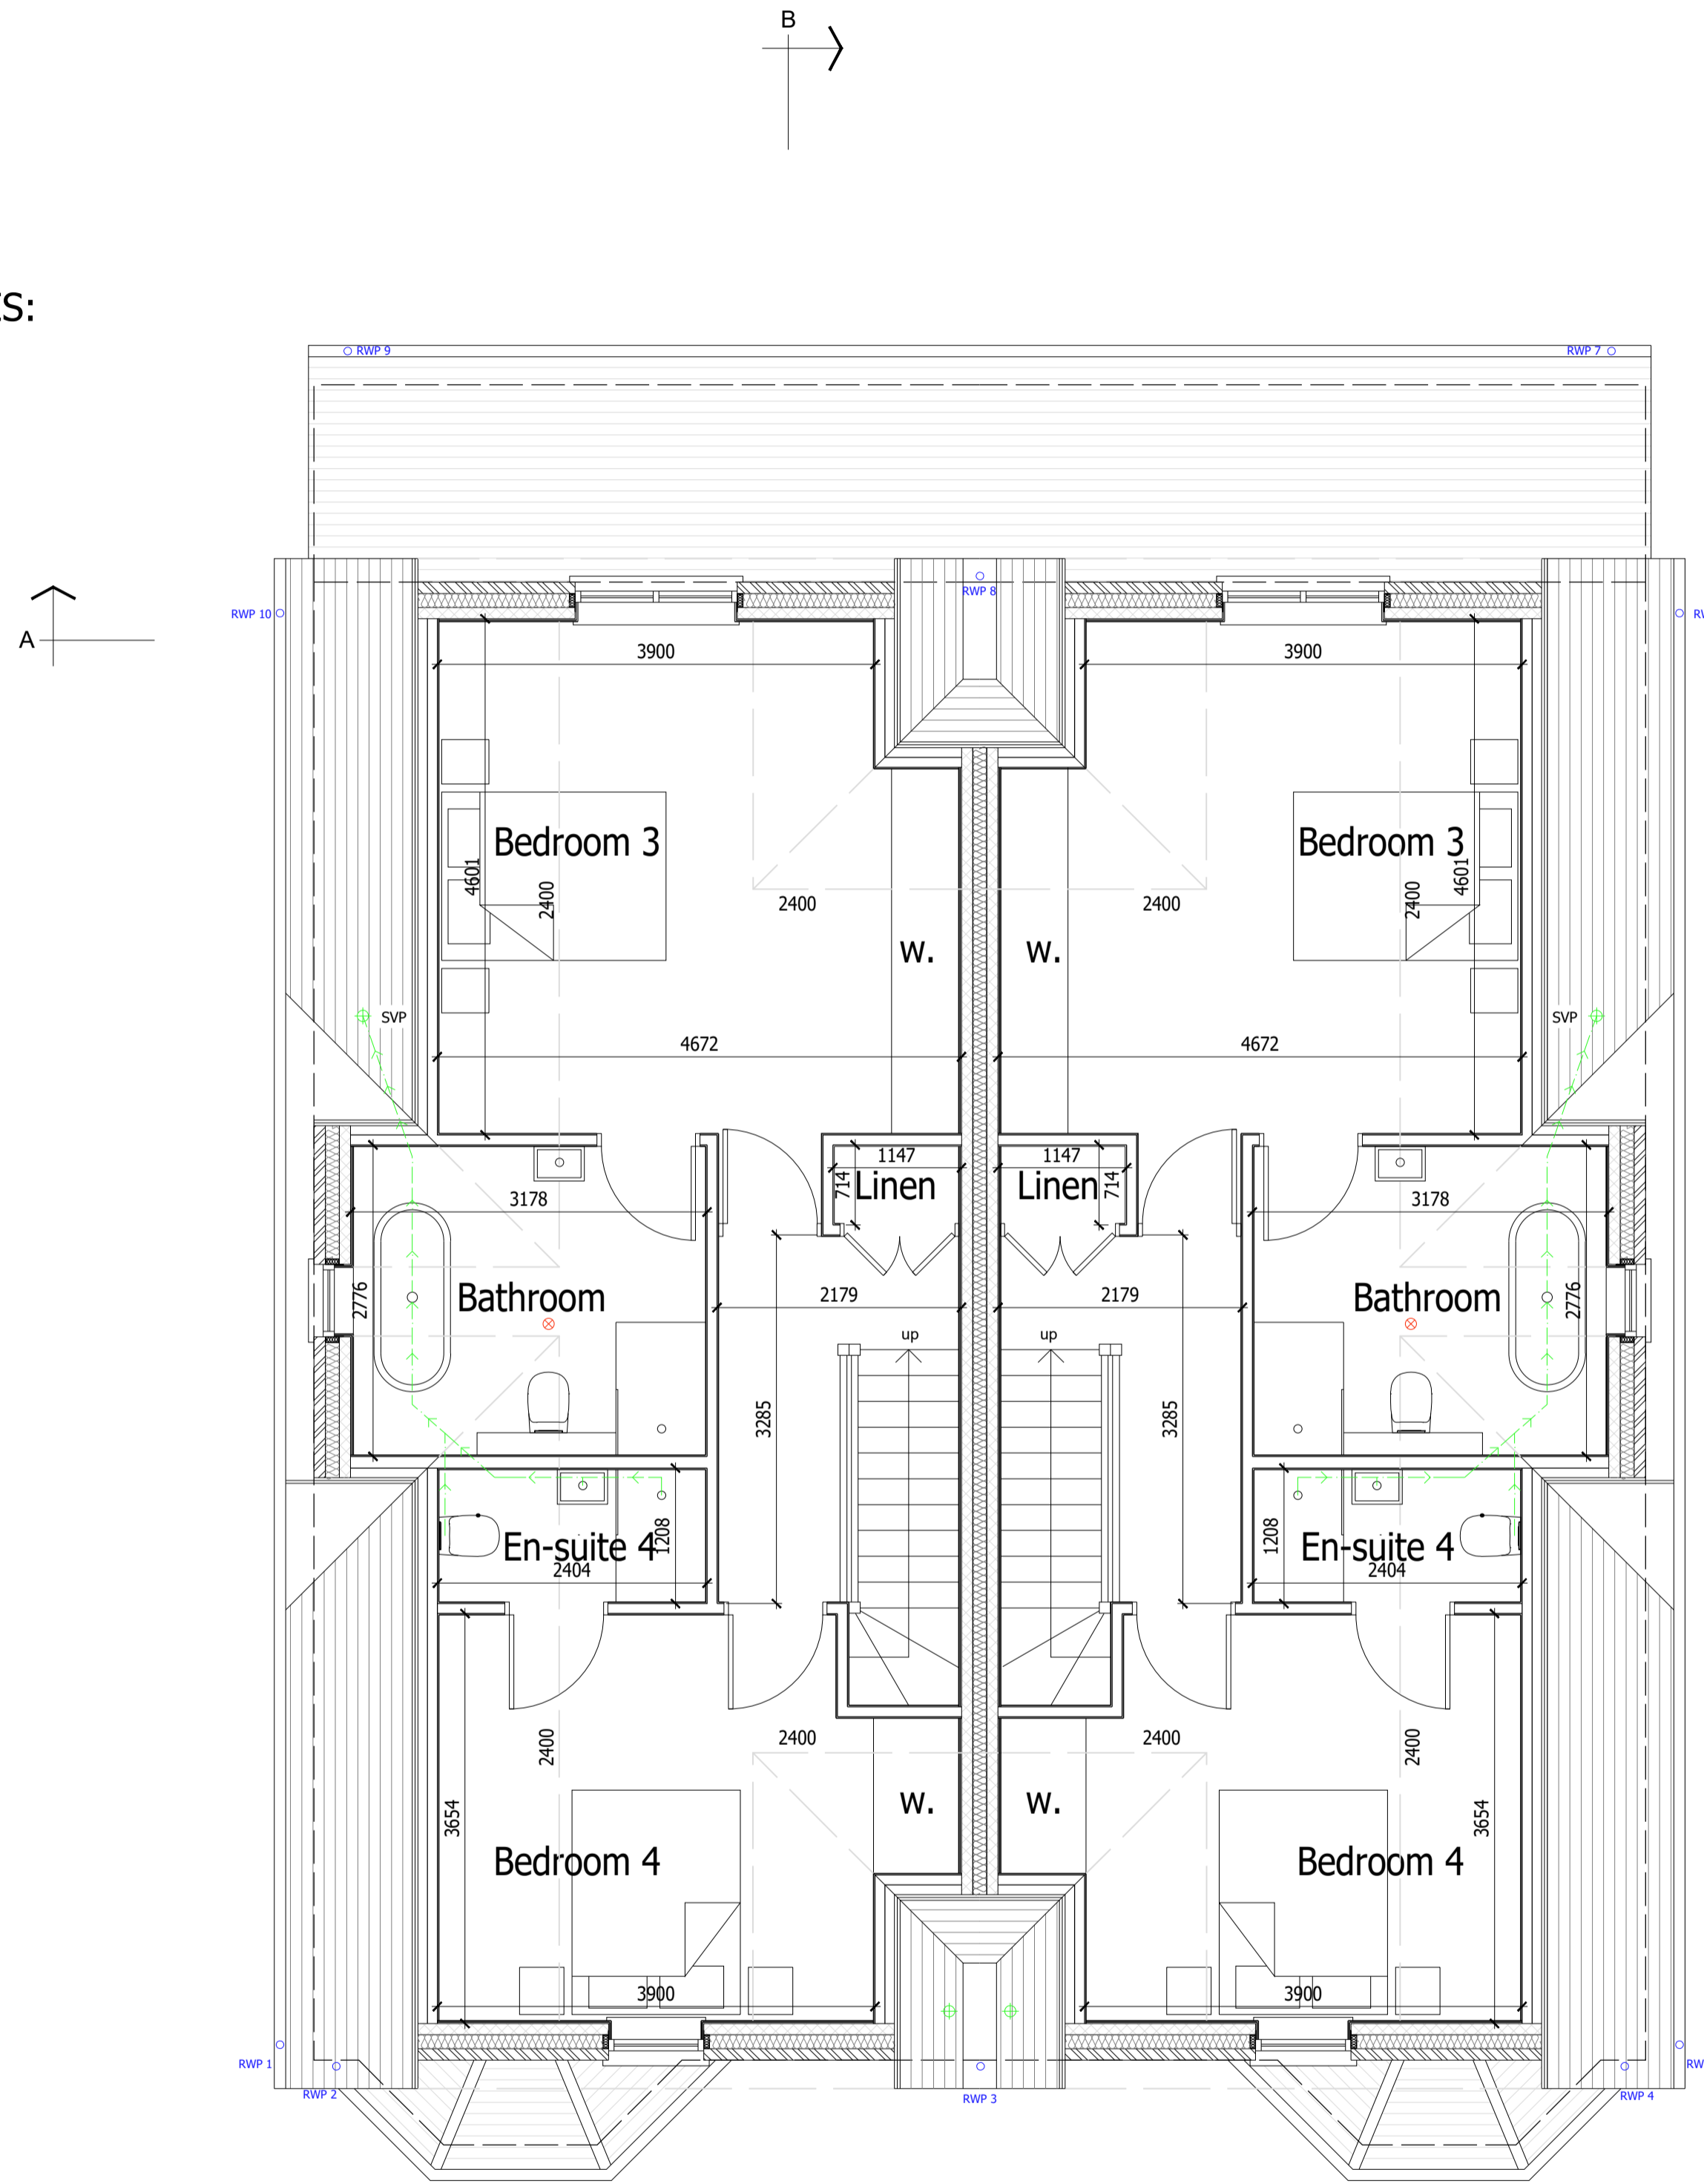 B
S:
RWP 9
RWP 7
RWP 8
RWP 10
RW
A
3900
3900
Bedroom 3
Bedroom 3
4601
2400
2400
4601
2400
2400
w.
w.
SVP
SVP
4672
4672
1147
1147
714
Linen
Linen
714
3178
3178
2776
Bathroom
2179
2179
Bathroom
2776
up
up
3285
3285
1208
En-suite 4
2404
1208
En-suite 4
2404
2400
2400
2400
2400
3654
w.
w.
3654
Bedroom 4
Bedroom 4
3900
3900
RWP 1
RW
RWP 2
RWP 3
RWP 4